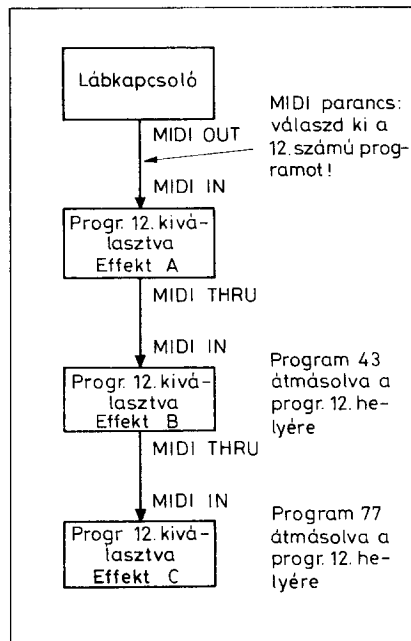 Lábkapcsoló
MIDI OUT
MIDI parancs:
válaszd ki a
12. számú prog-
ramot!
MIDI IN
Progr. 12. kivá-
lasztva
Effekt A
MIDI THRU
MIDI IN
Progr. 12. kivá-
lasztva
Effekt B
Program 43
átmásolva a
progr. 12. he-
lyére
MIDI THRU
MIDI IN
Progr 12. kivá-
lasztva
Effekt C
Program 77
átmásolva a
progr. 12. he-
lyére